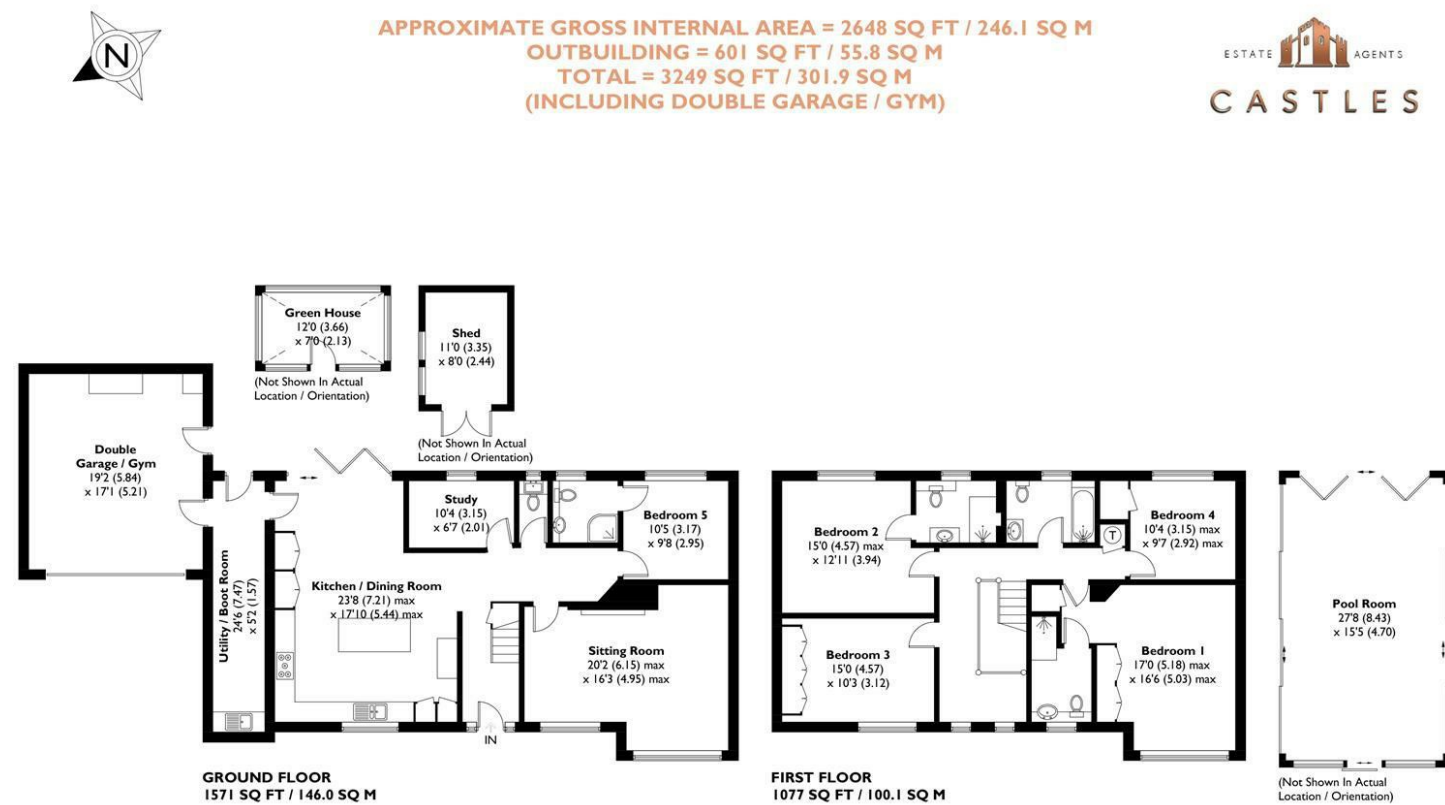 N
APPROXIMATE GROSS INTERNAL AREA = 2648 SQ FT / 246.1 SQ M
OUTBUILDING = 601 SQ FT / 55.8 SQ M
TOTAL = 3249 SQ FT / 301.9 SQ M
(INCLUDING DOUBLE GARAGE / GYM)
ESTATE AGENTS
CASTLES
Green House
12'0 (3.66)
x 7'0 (2.13)
(Not Shown In Actual
Location / Orientation)
Shed
11'0 (3.35)
x 8'0 (2.44)
(Not Shown In Actual
Location / Orientation)
Double
Garage / Gym
19'2 (5.84)
x 17'1 (5.21)
Utility / Boot Room
24'6 (7.47)
x 5'2 (1.57)
Kitchen / Dining Room
23'8 (7.21) max
x 17'10 (5.44) max
Study
10'4 (3.15)
x 6'7 (2.01)
Bedroom 5
10'5 (3.17)
x 9'8 (2.95)
Sitting Room
20'2 (6.15) max
x 16'3 (4.95) max
IN
GROUND FLOOR
1571 SQ FT / 146.0 SQ M
Bedroom 2
15'0 (4.57) max
x 12'11 (3.94)
Bedroom 4
10'4 (3.15) max
x 9'7 (2.92) max
T
Bedroom 3
15'0 (4.57)
x 10'3 (3.12)
Bedroom 1
17'0 (5.18) max
x 16'6 (5.03) max
FIRST FLOOR
1077 SQ FT / 100.1 SQ M
Pool Room
27'8 (8.43)
x 15'5 (4.70)
(Not Shown In Actual
Location / Orientation)